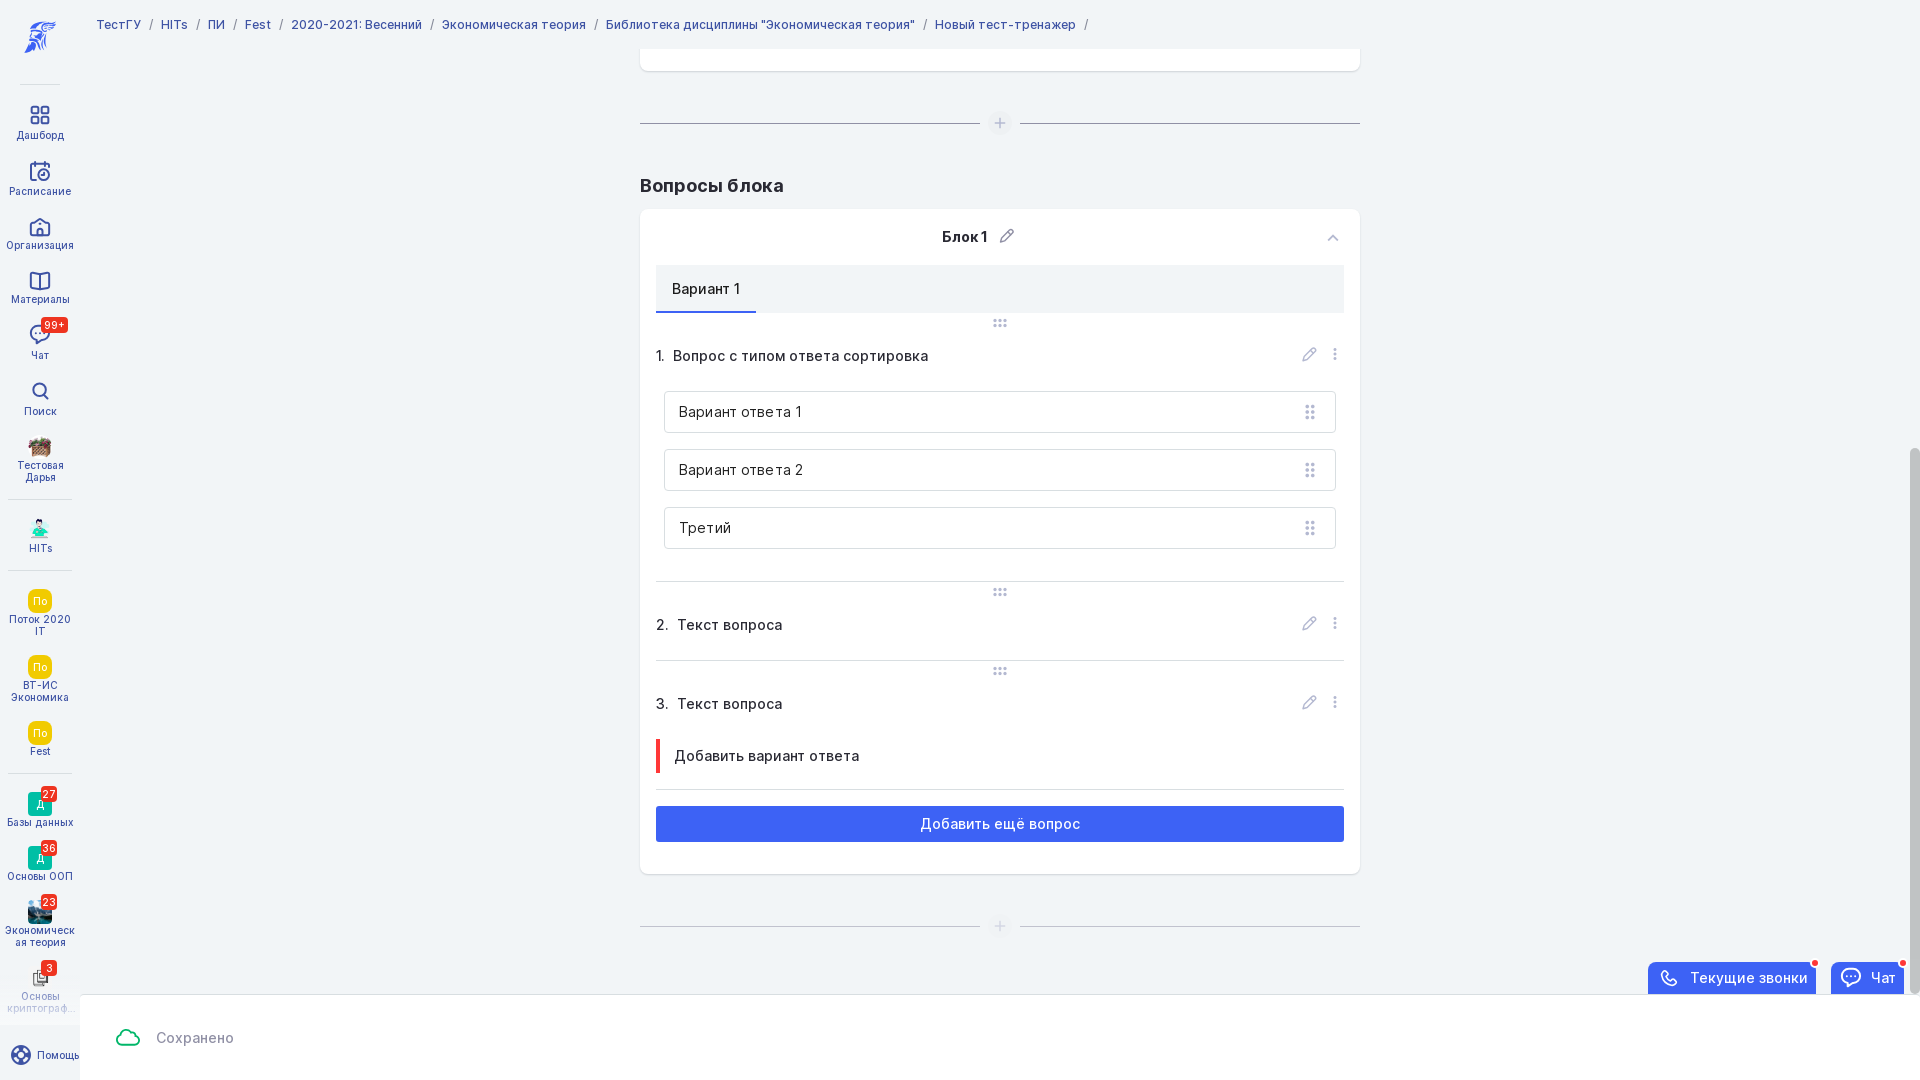 ТестГУ / HITs / ПИ / Fest / 2020-2021: Весенний / Экономическая теория / Библиотека дисциплины "Экономическая теория" / Новый тест-тренажер /
Дашборд
Расписание
Организация
Материалы
99+
Чат
Поиск
Тестовая
Дарья
HITs
По
Поток 2020
IT
По
ВТ-ИС
Экономика
По
Fest
27
Д
Базы данных
36
Д
Основы ООП
23
Экономическ
ая теория
3
Основы
криптограф...
Помощь
Вопросы блока
Блок 1
Вариант 1
1. Вопрос с типом ответа сортировка
Вариант ответа 1
Вариант ответа 2
Третий
2. Текст вопроса
3. Текст вопроса
Добавить вариант ответа
Добавить ещё вопрос
Текущие звонки
Чат
Сохранено